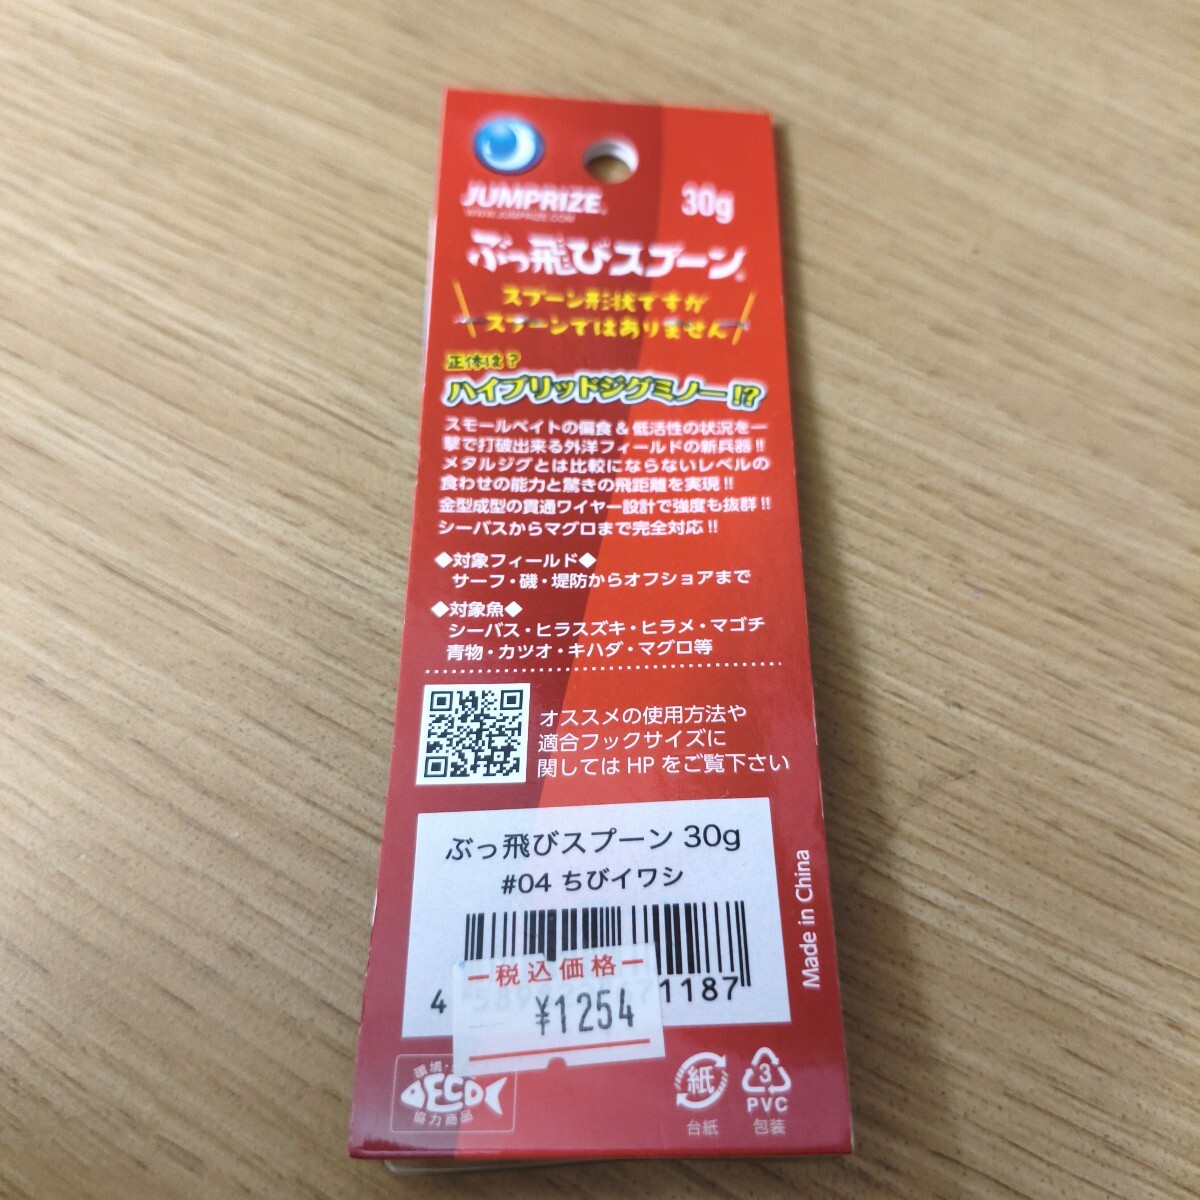 JUMPRIZE
WWW.JUMPRIZE.COM
30g
ぶっ飛びスプーン
スプーン形状ですが
スプーンではありません
正体は?
ハイブリッドジグミノー!?
スモールベイトの偏食&低活性の状況を一
撃で打破出来る外洋フィールドの新兵器!!
メタルジグとは比較にならないレベルの
食わせの能力と驚きの飛距離を実現!!
金型成型の貫通ワイヤー設計で強度も抜群!!
シーバスからマグロまで完全対応!!
◆対象フィールド◆
サーフ・磯・堤防からオフショアまで
◆対象魚◆
シーバス・ヒラスズキ・ヒラメ・マゴチ
青物・カツオ・キハダ・マグロ等
オススメの使用方法や
適合フックサイズに
関してはHPをご覧下さい
ぶっ飛びスプーン 30g
#04 ちびイワシ
4
71187
税込価格
¥1254
Made in China
環境・
ECO
協力商品
紙
台紙
3
PVC
包装